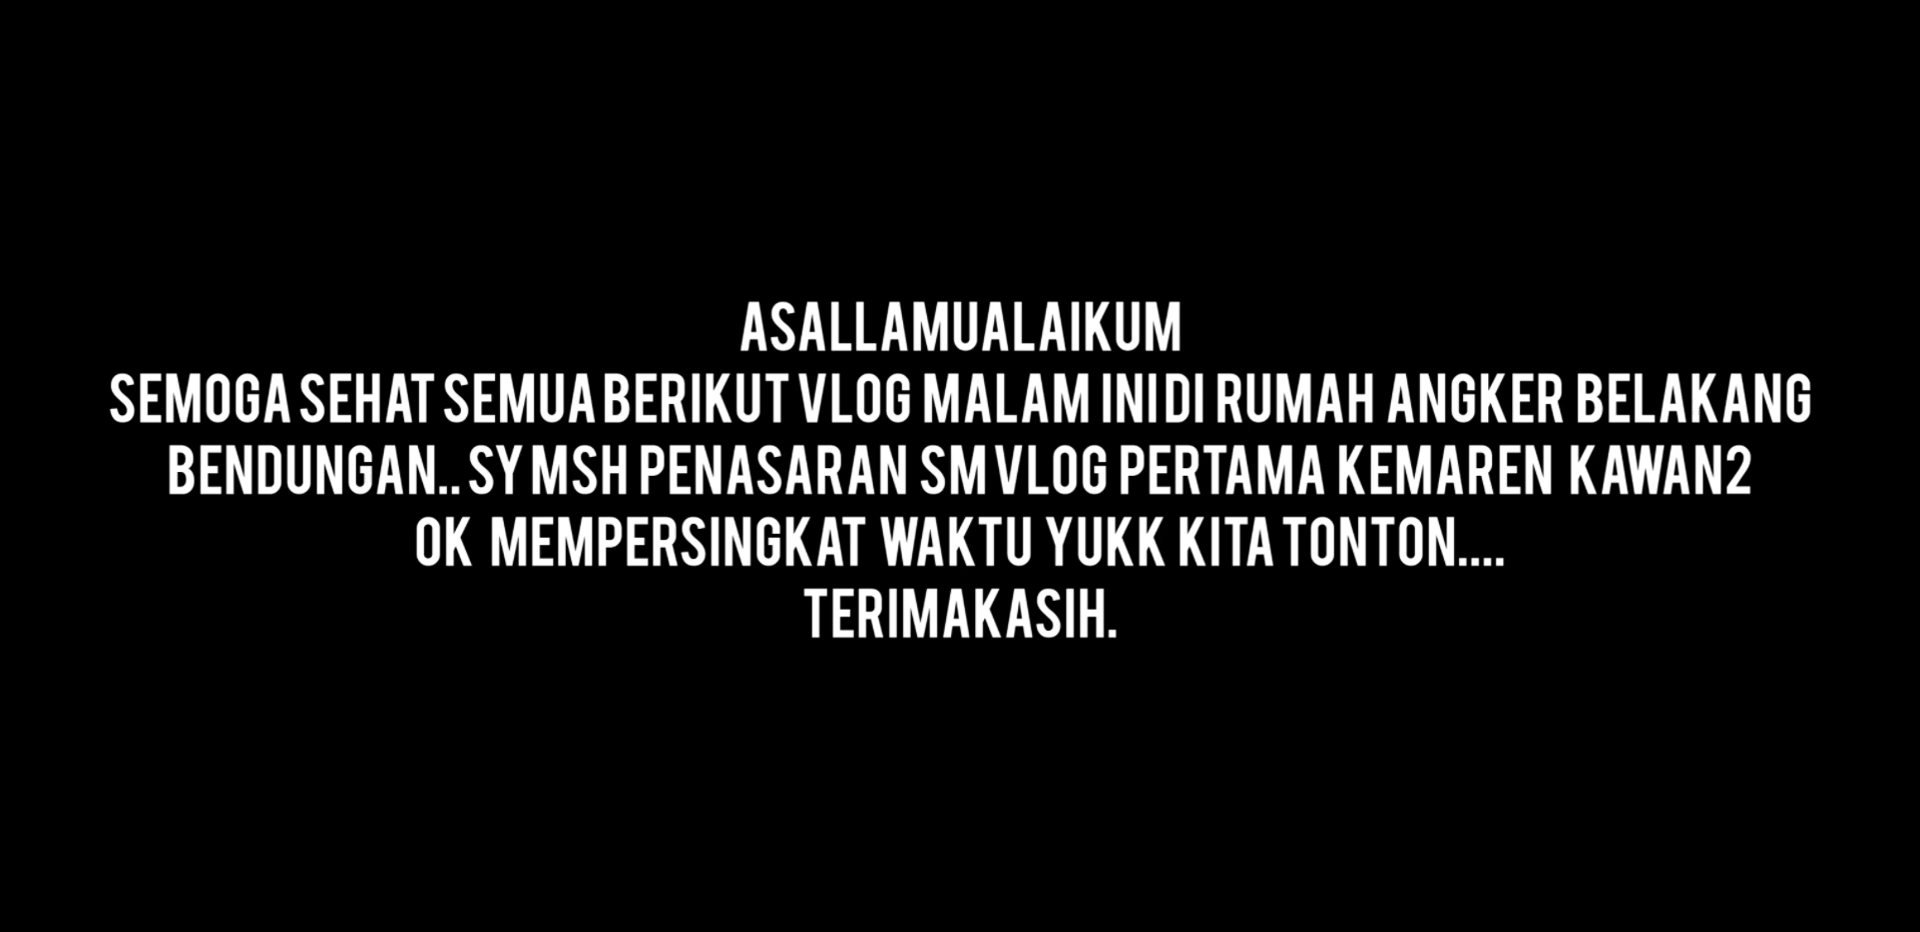 ASALLAMUALAIKUM
SEMOGA SEHAT SEMUA BERIKUT VLOG MALAM INI DI RUMAH ANGKER BELAKANG
BENDUNGAN.. SY MSH PENASARAN SM VLOG PERTAMA KEMAREN KAWAN2
OK MEMPERSINGKAT WAKTU YUKK KITA TONTON....
TERIMAKASIH.